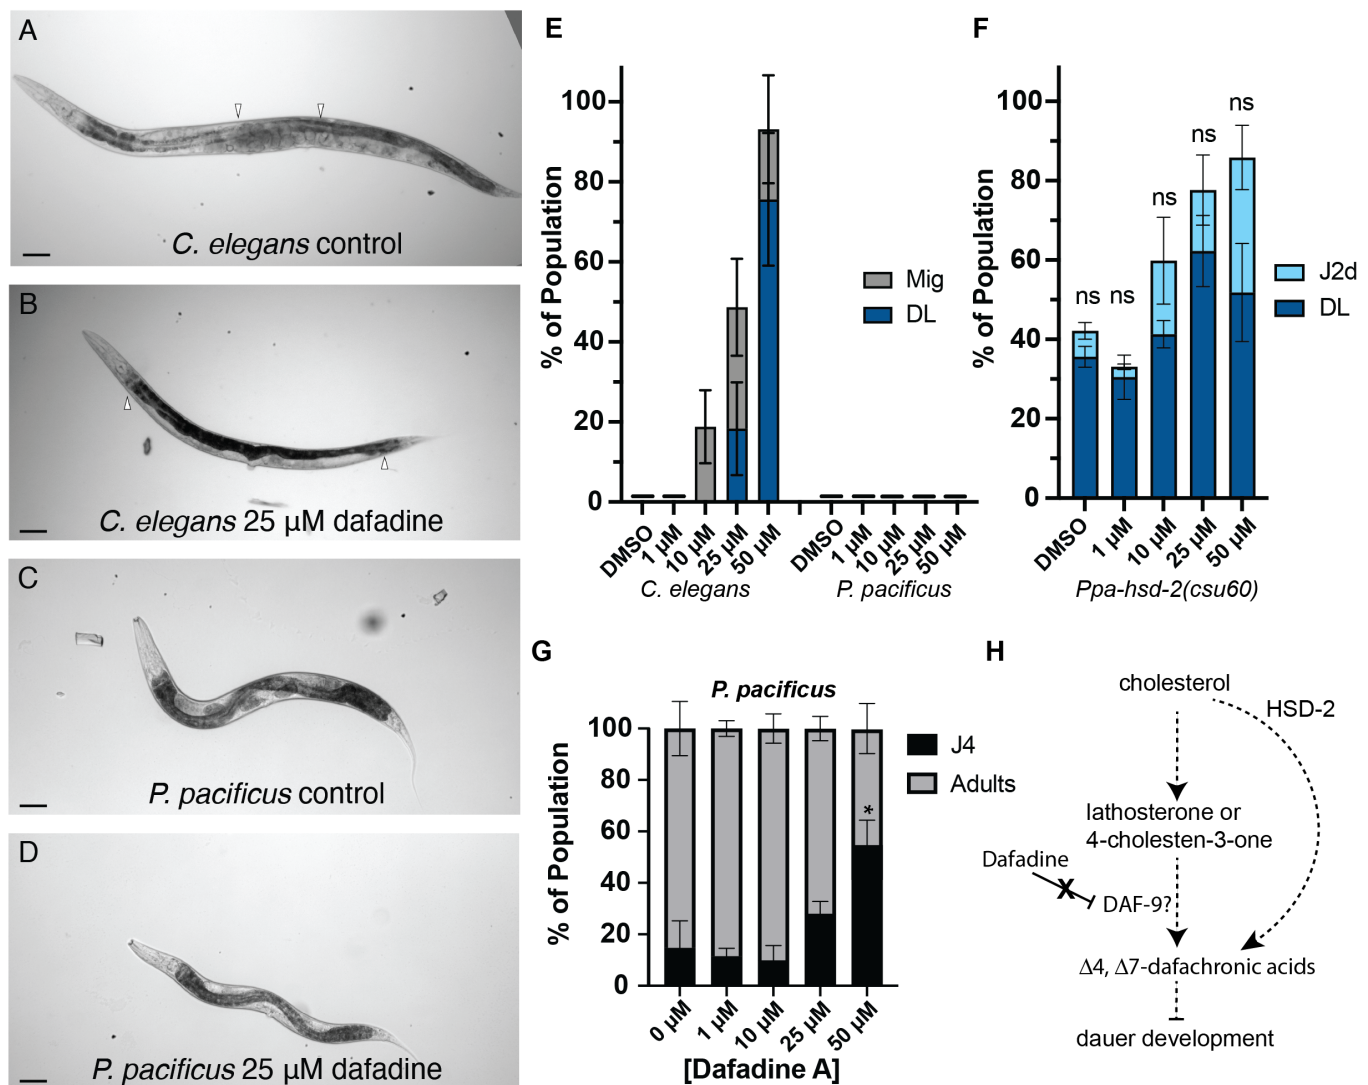 A
C. elegans control
B
C. elegans 25 µM dafadine
C
P. pacificus control
D
P. pacificus 25 µM dafadine
E
% of Population
100
80
60
40
20
0
Mig
DL
DMSO
1 µM
10 µM
25 µM
50 µM
DMSO
1 µM
10 µM
25 µM
50 µM
C. elegans
P. pacificus
F
% of Population
100
80
60
40
20
0
ns
ns
ns
ns
ns
J2d
DL
DMSO
1 µM
10 µM
25 µM
50 µM
Ppa-hsd-2(csu60)
G
P. pacificus
% of Population
100
80
60
40
20
0
*
J4
Adults
0 µM
1 µM
10 µM
25 µM
50 µM
[Dafadine A]
H
cholesterol
HSD-2
lathosterone or
4-cholesten-3-one
Dafadine
X
DAF-9?
Δ4, Δ7-dafachronic acids
dauer development